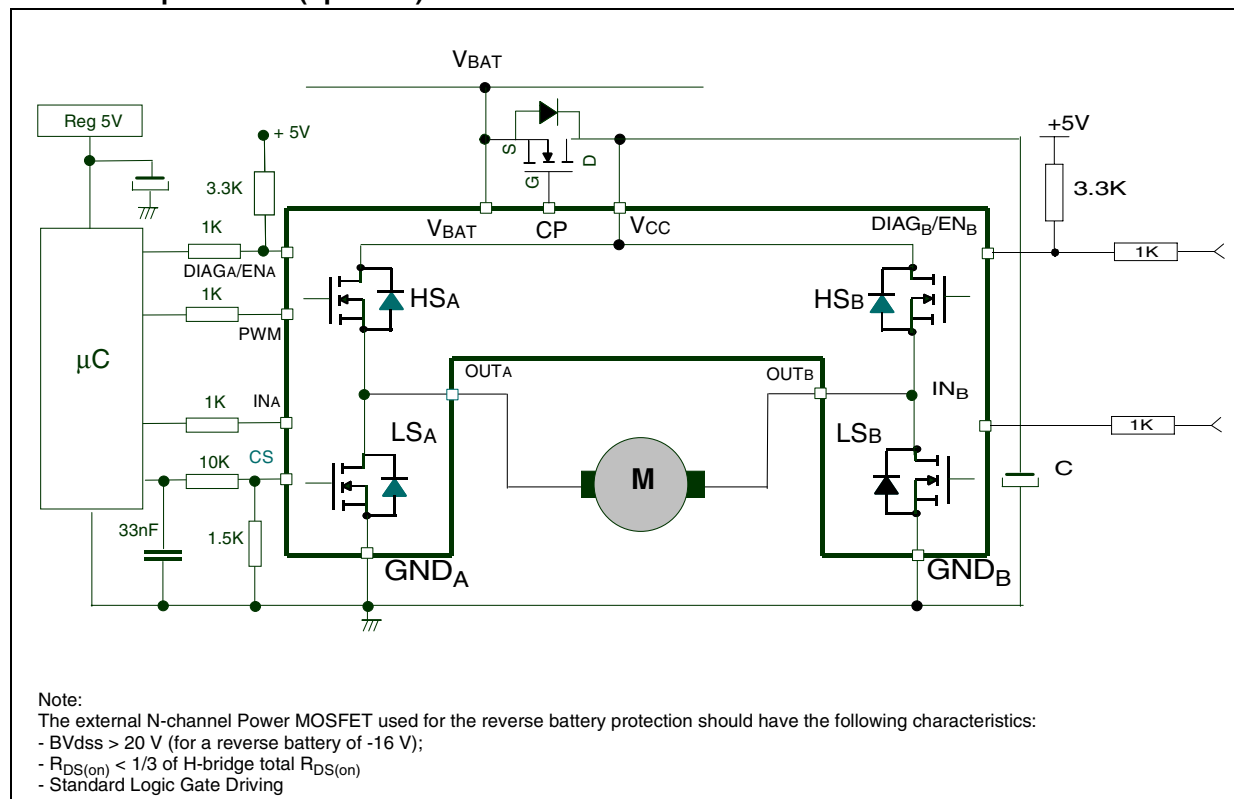 VBAT
Reg 5V
+ 5V
S
D
G
+5V
3.3K
3.3K
1K
VBAT
CP
VCC
DIAGB/ENB
1K
DIAGA/ENA
1K
HSA
HSB
PWM
µC
OUTA
OUTB
INA
INB
1K
LSA
LSB
1K
10K
CS
M
C
33nF
1.5K
GNDA
GNDB
Note:
The external N-channel Power MOSFET used for the reverse battery protection should have the following characteristics:
- BVdss > 20 V (for a reverse battery of -16 V);
- RDS(on) < 1/3 of H-bridge total RDS(on)
- Standard Logic Gate Driving